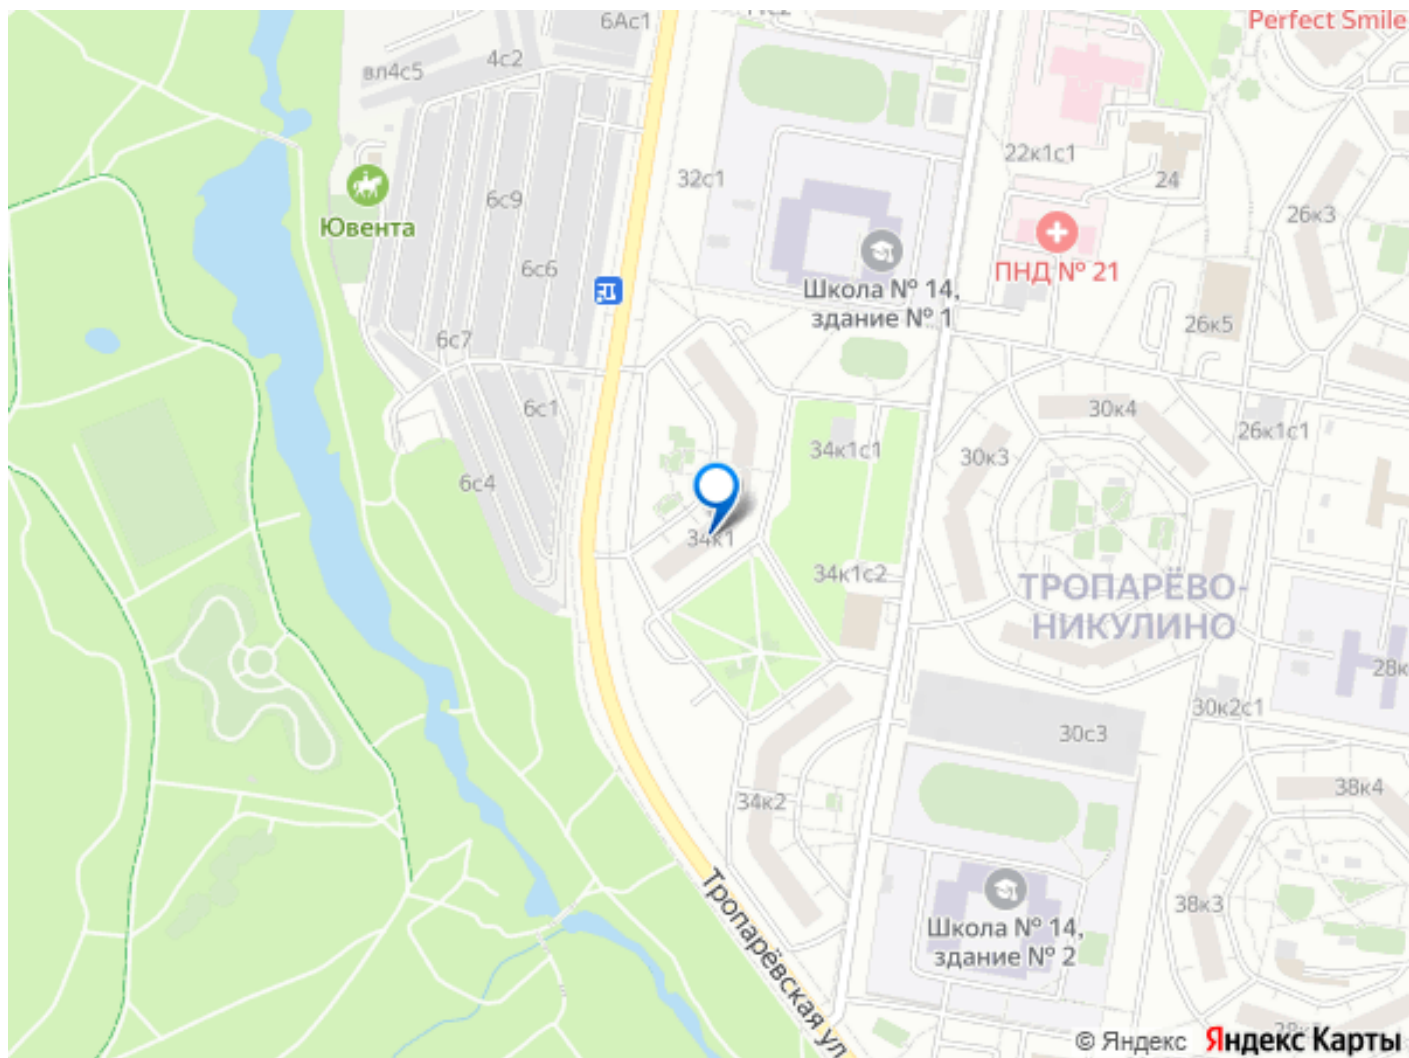 6Ас1
Perfect Smile
4с2
вл4с5
22к1с1
32с1
24
6с9
26к3
Ювента
6с6
ПНД № 21
Школа № 14,
здание № 1
26к5
6с7
6с1
30к4
26к1с1
34к1с1
30к3
6с4
34к1
34к1с2
ТРОПАРЁВО-
НИКУЛИНО
30к2с1
30с3
38к4
34к2
38к3
Тропарёвская ул
Школа № 14,
здание № 2
© Яндекс
Яндекс Карты